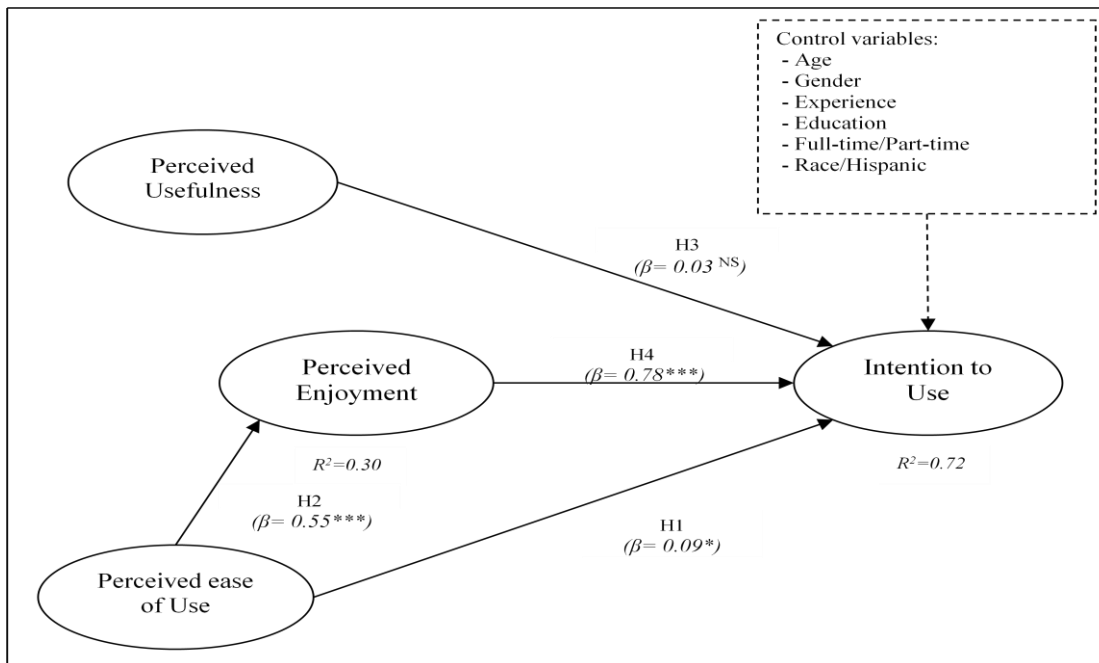 Control variables:
- Age
- Gender
- Experience
- Education
- Full-time/Part-time
- Race/Hispanic
Perceived
Usefulness
H3
(β= 0.03 NS)
Perceived
Enjoyment
H4
(β= 0.78***)
Intention to
Use
R²=0.30
R²=0.72
H2
(β= 0.55***)
H1
(β= 0.09*)
Perceived ease
of Use